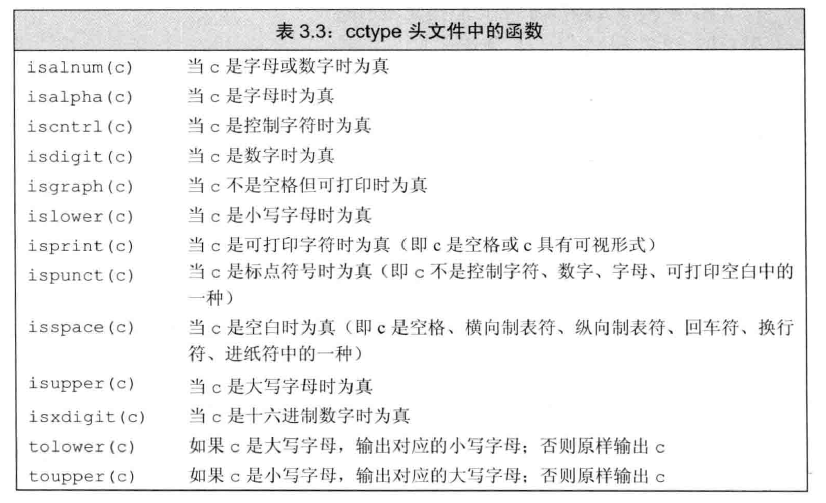 表 3.3：cctype 头文件中的函数
isalnum(c) 当 c 是字母或数字时为真
isalpha(c) 当 c 是字母时为真
iscntrl(c) 当 c 是控制字符时为真
isdigit(c) 当 c 是数字时为真
isgraph(c) 当 c 不是空格但可打印时为真
islower(c) 当 c 是小写字母时为真
isprint(c) 当 c 是可打印字符时为真（即 c 是空格或 c 具有可视形式）
ispunct(c) 当 c 是标点符号时为真（即 c 不是控制字符、数字、字母、可打印空白中的
一种）
isspace(c) 当 c 是空白时为真（即 c 是空格、横向制表符、纵向制表符、回车符、换行
符、进纸符中的一种）
isupper(c) 当 c 是大写字母时为真
isxdigit(c) 当 c 是十六进制数字时为真
tolower(c) 如果 c 是大写字母，输出对应的小写字母；否则原样输出 c
toupper(c) 如果 c 是小写字母，输出对应的大写字母；否则原样输出 c